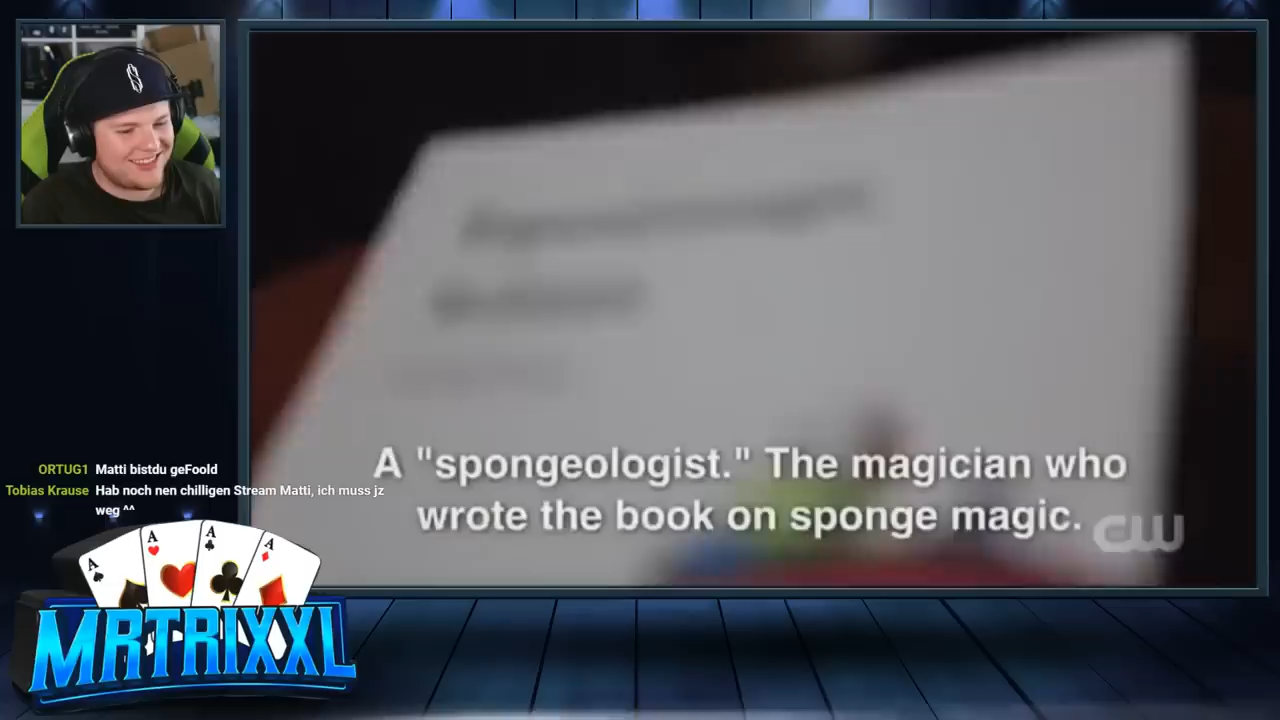 A "spongeologist." The magician who
wrote the book on sponge magic.
CW
ORTUG1 Matti bistdu geFoold
Tobias Krause Hab noch nen chilligen Stream Matti, ich muss jz
weg ^^
A A A A
MRTRIXXL